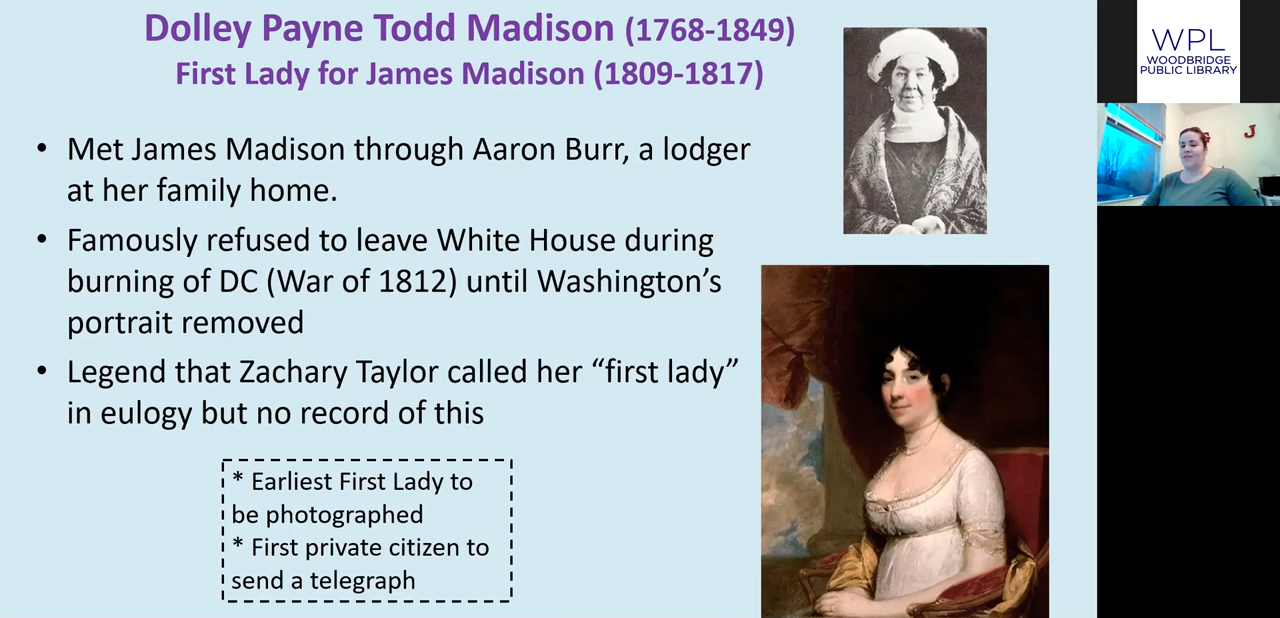 Dolley Payne Todd Madison (1768-1849)
First Lady for James Madison (1809-1817)
• Met James Madison through Aaron Burr, a lodger
at her family home.
• Famously refused to leave White House during
burning of DC (War of 1812) until Washington’s
portrait removed
• Legend that Zachary Taylor called her “first lady”
in eulogy but no record of this
* Earliest First Lady to
be photographed
* First private citizen to
send a telegraph
WPL
WOODBRIDGE
PUBLIC LIBRARY
J